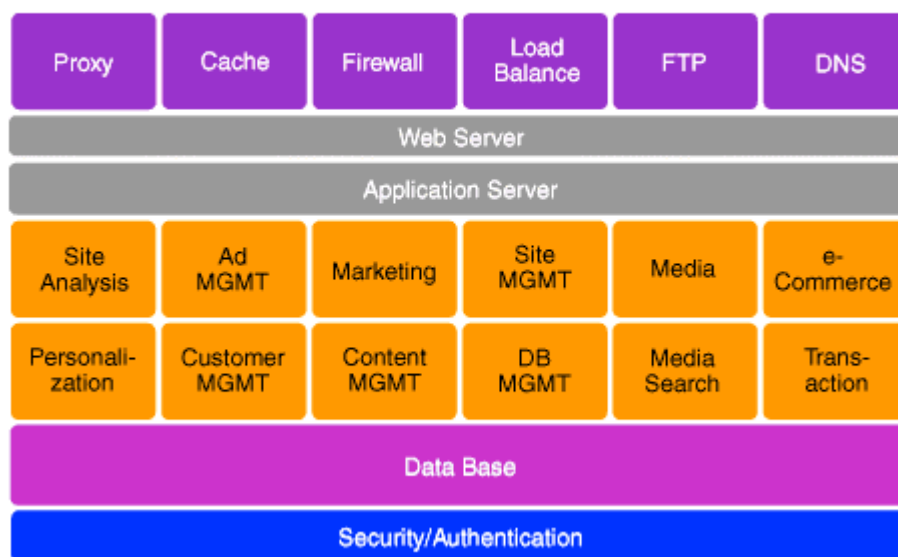 Proxy
Cache
Firewall
Load
Balance
FTP
DNS
Web Server
Application Server
Site
Analysis
Ad
MGMT
Marketing
Site
MGMT
Media
e-
Commerce
Personali-
zation
Customer
MGMT
Content
MGMT
DB
MGMT
Media
Search
Trans-
action
Data Base
Security/Authentication